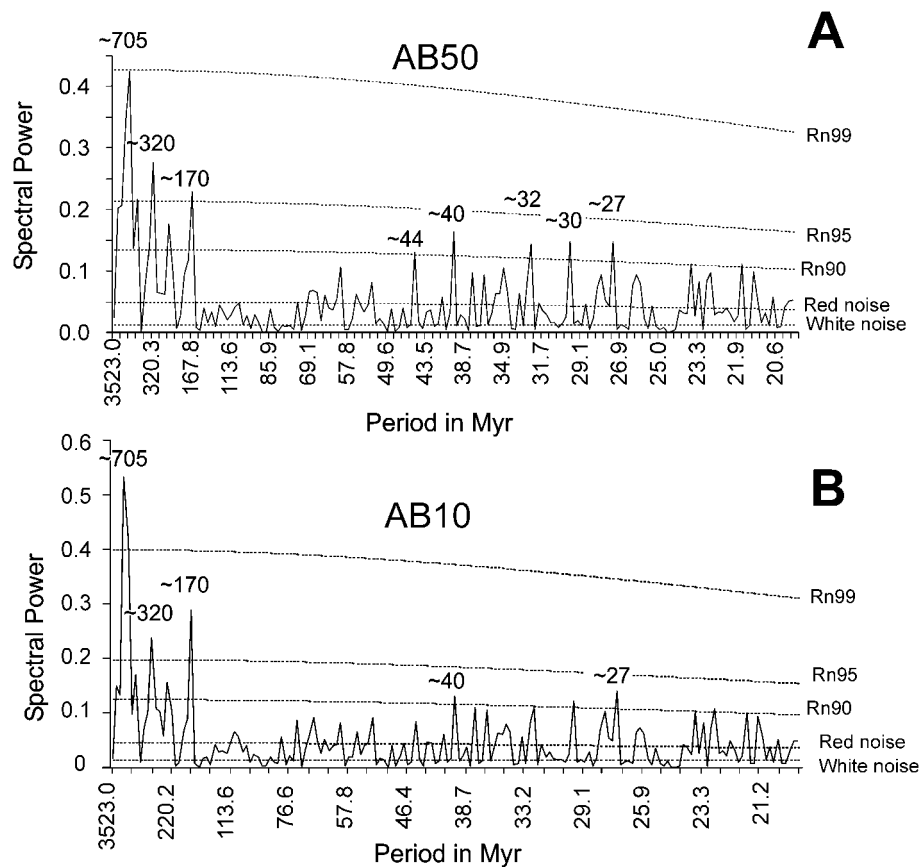 A
AB50
~705
~320
~170
~44
~40
~32
~30
~27
Rn99
Rn95
Rn90
Red noise
White noise
Spectral Power
0.4
0.3
0.2
0.1
0.0
3523.0 320.3 167.8 113.6 85.9 69.1 57.8 49.6 43.5 38.7 34.9 31.7 29.1 26.9 25.0 23.3 21.9 20.6
Period in Myr
B
AB10
~705
~320
~170
~40
~27
Rn99
Rn95
Rn90
Red noise
White noise
Spectral Power
0.6
0.5
0.4
0.3
0.2
0.1
0
3523.0 220.2 113.6 76.6 57.8 46.4 38.7 33.2 29.1 25.9 23.3 21.2
Period in Myr